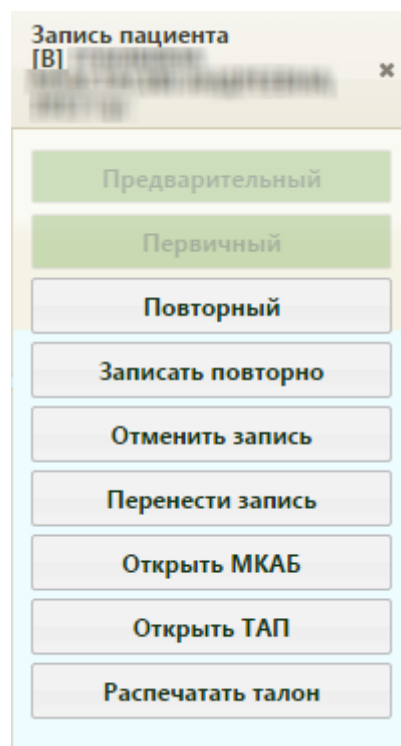 Запись пациента
[В]
Предварительный
Первичный
Повторный
Записать повторно
Отменить запись
Перенести запись
Открыть МКАБ
Открыть ТАП
Распечатать талон